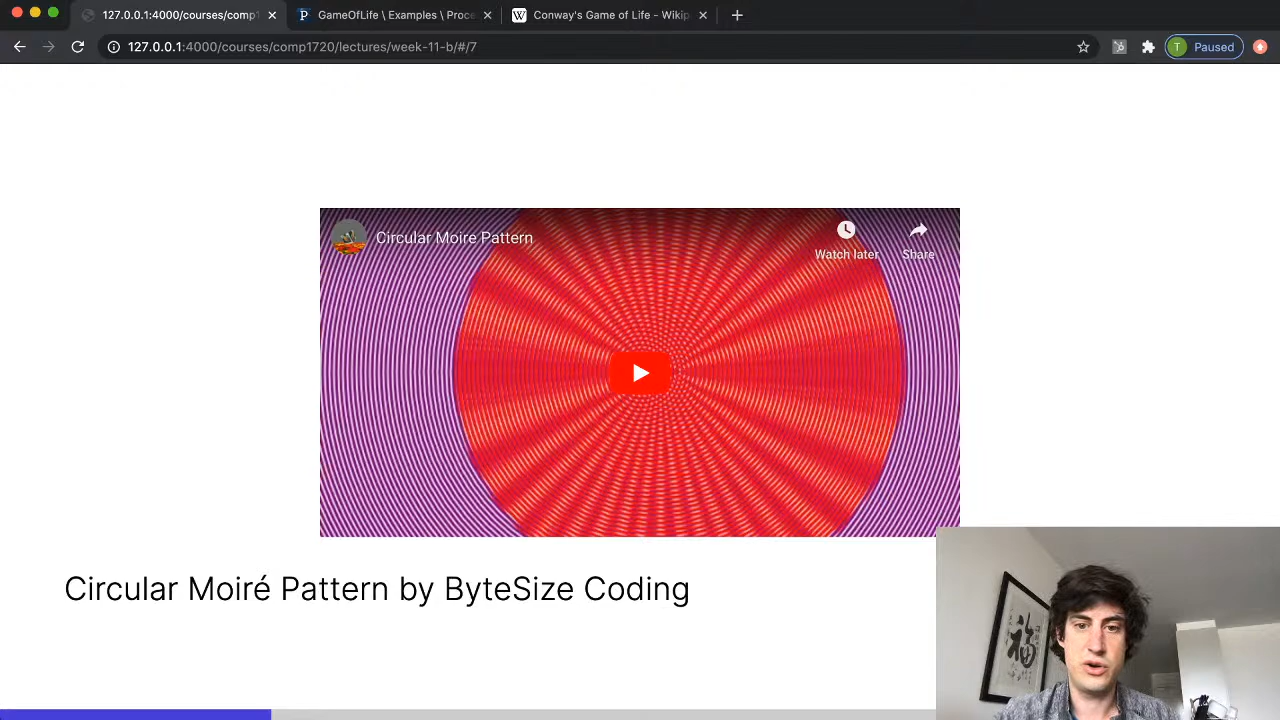 127.0.0.1:4000/courses/comp1
GameOfLife \ Examples \ Proce
Conway's Game of Life - Wikip
127.0.0.1:4000/courses/comp1720/lectures/week-11-b/#/7
T
Paused
Circular Moire Pattern
Watch later
Share
Circular Moiré Pattern by ByteSize Coding
福